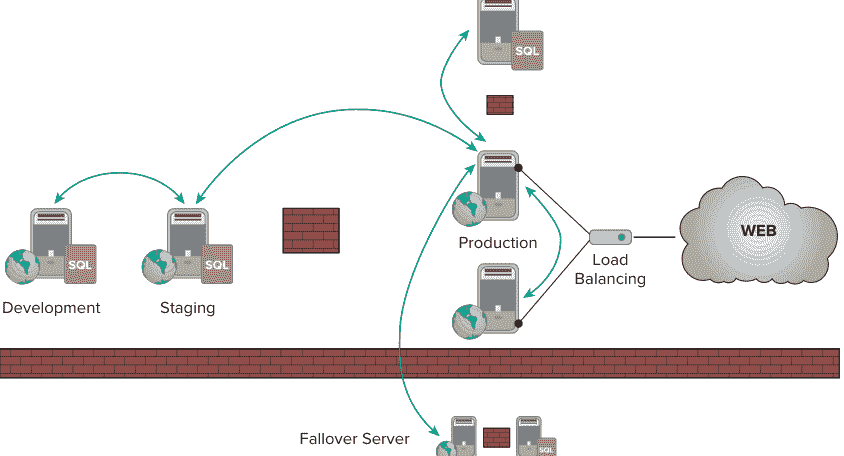 SQL
WEB
Production
SQL
SQL
Load
Balancing
Development
Staging
Fallover Server
SQL